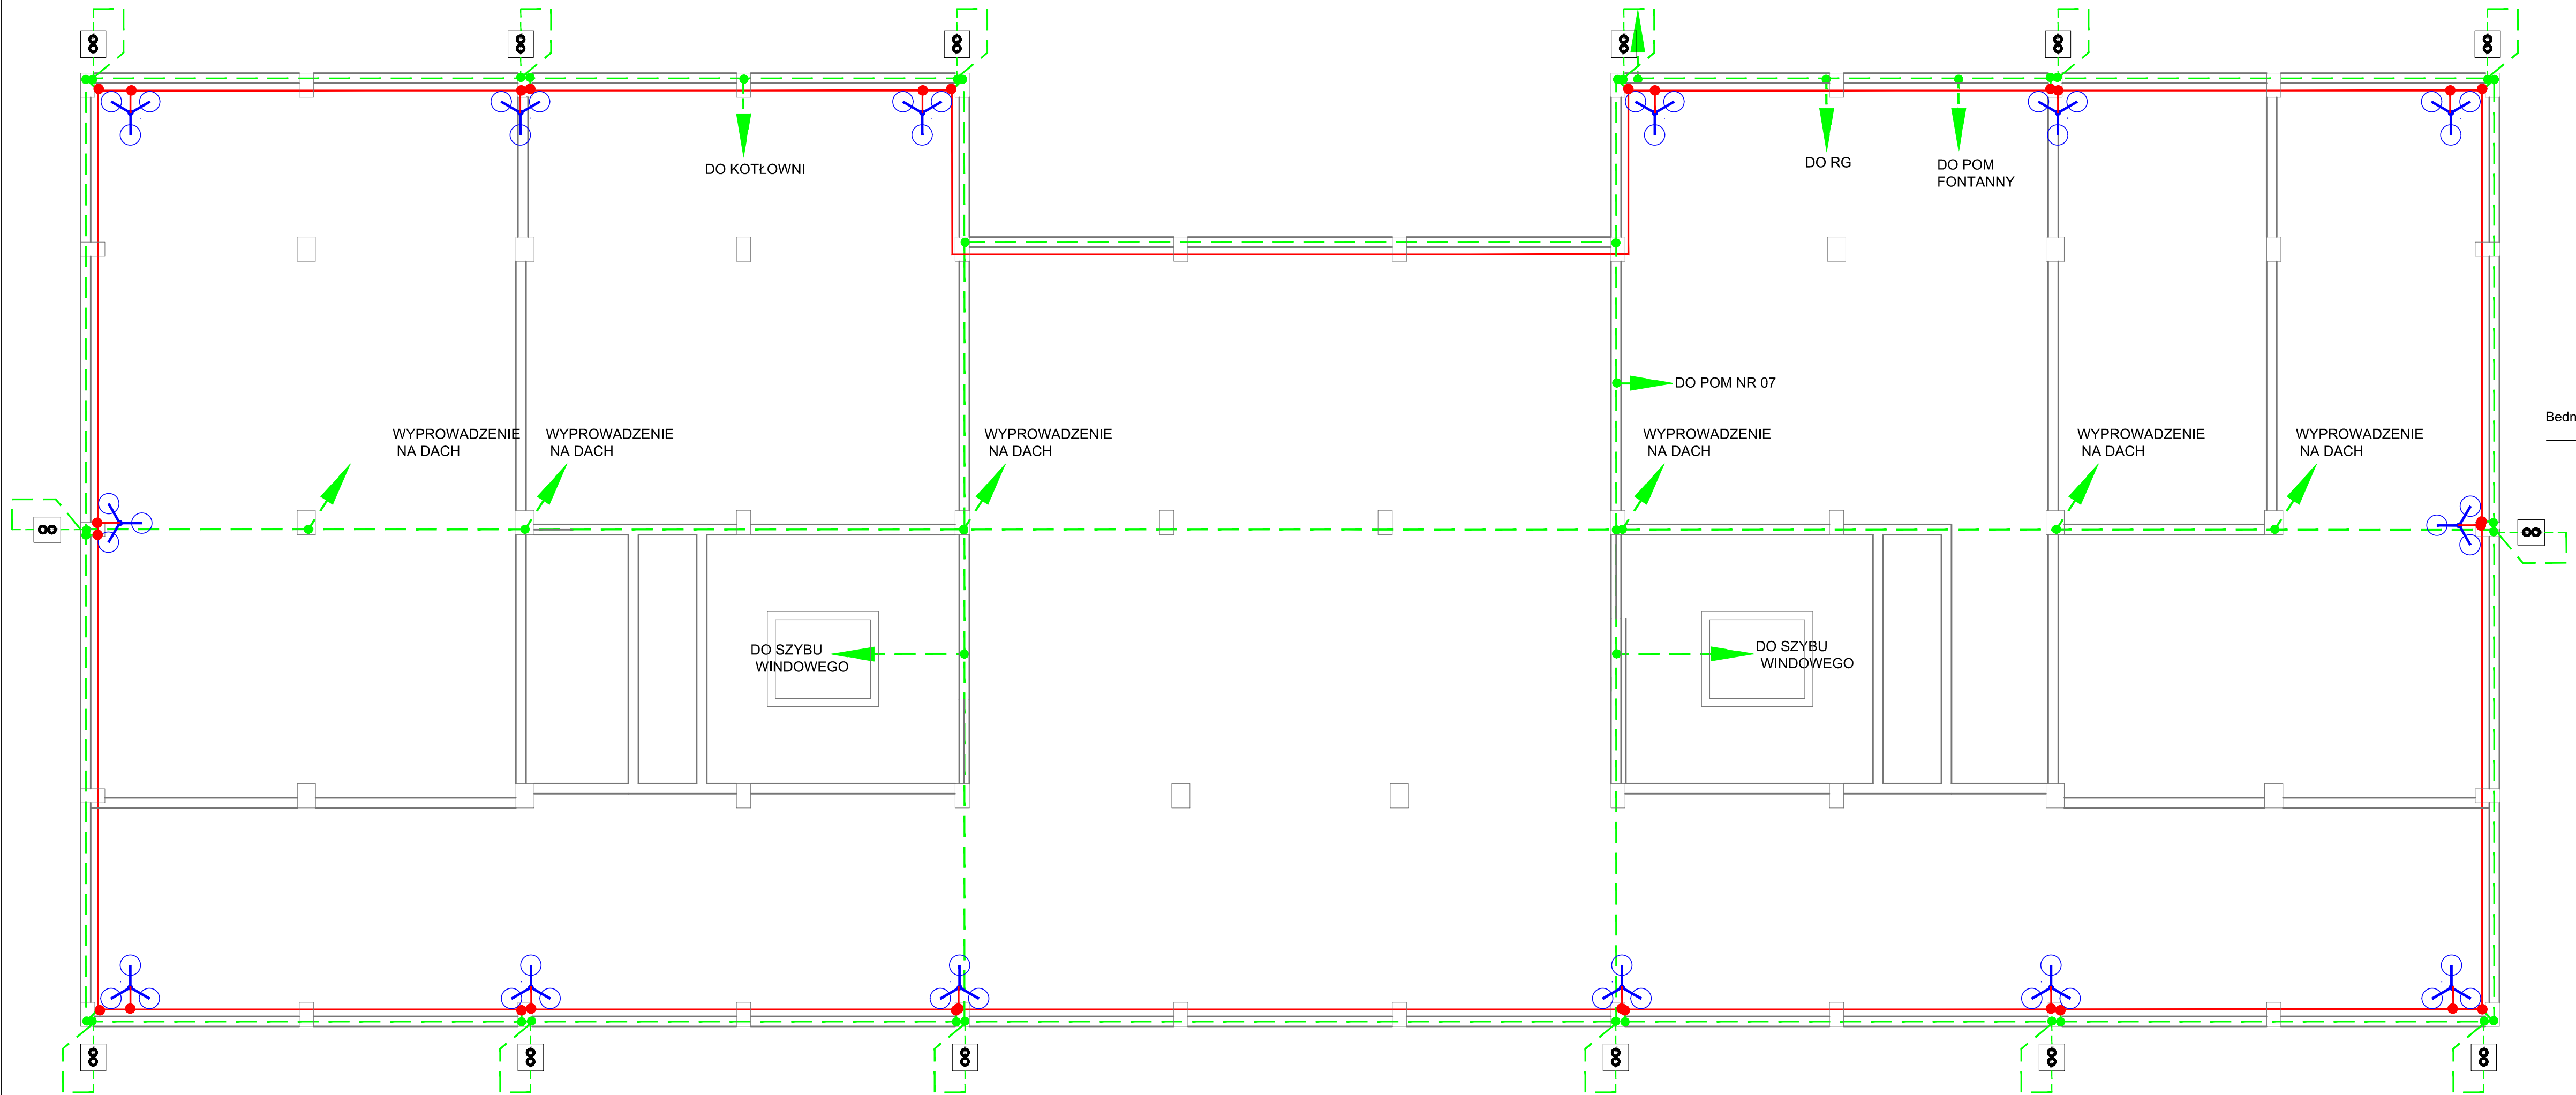 DO KOTŁOWNI
DO RG
DO POM
FONTANNY
DO POM NR 07
Bedn
WYPROWADZENIE
NA DACH
WYPROWADZENIE
NA DACH
WYPROWADZENIE
NA DACH
WYPROWADZENIE
NA DACH
WYPROWADZENIE
NA DACH
WYPROWADZENIE
NA DACH
DO SZYBU
WINDOWEGO
DO SZYBU
WINDOWEGO